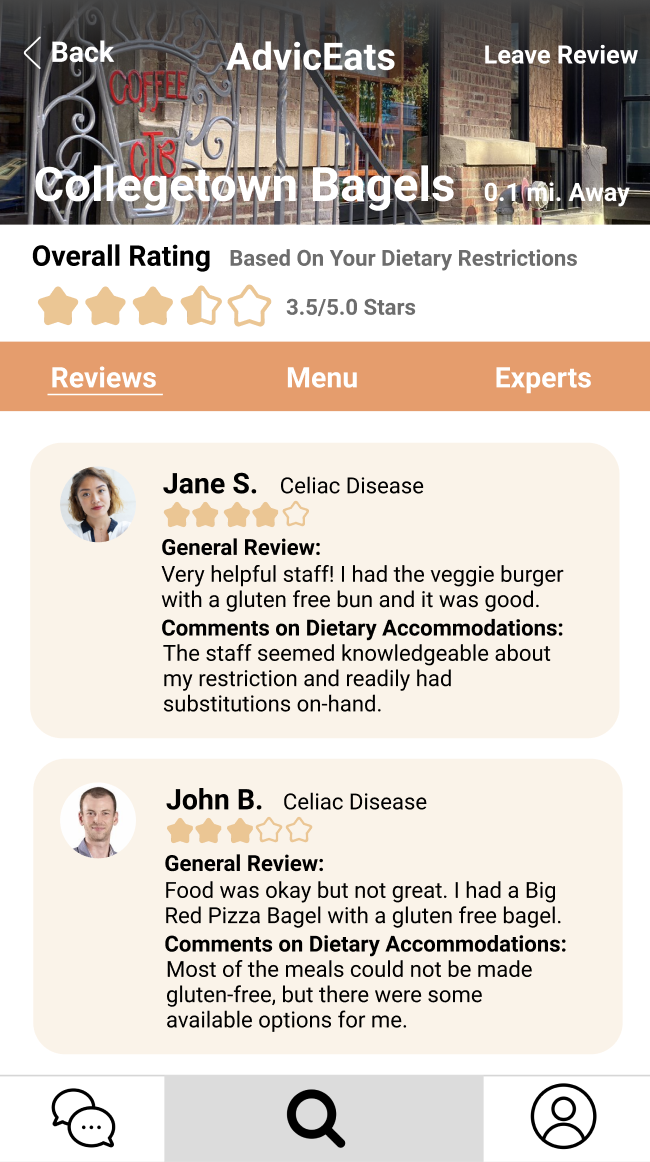 Back
AdvicEats
Leave Review
COFFEE
CTB
Collegetown Bagels
0.1 mi. Away
Overall Rating
Based On Your Dietary Restrictions
3.5/5.0 Stars
Reviews
Menu
Experts
Jane S.
Celiac Disease
General Review:
Very helpful staff! I had the veggie burger
with a gluten free bun and it was good.
Comments on Dietary Accommodations:
The staff seemed knowledgeable about
my restriction and readily had
substitutions on-hand.
John B.
Celiac Disease
General Review:
Food was okay but not great. I had a Big
Red Pizza Bagel with a gluten free bagel.
Comments on Dietary Accommodations:
Most of the meals could not be made
gluten-free, but there were some
available options for me.